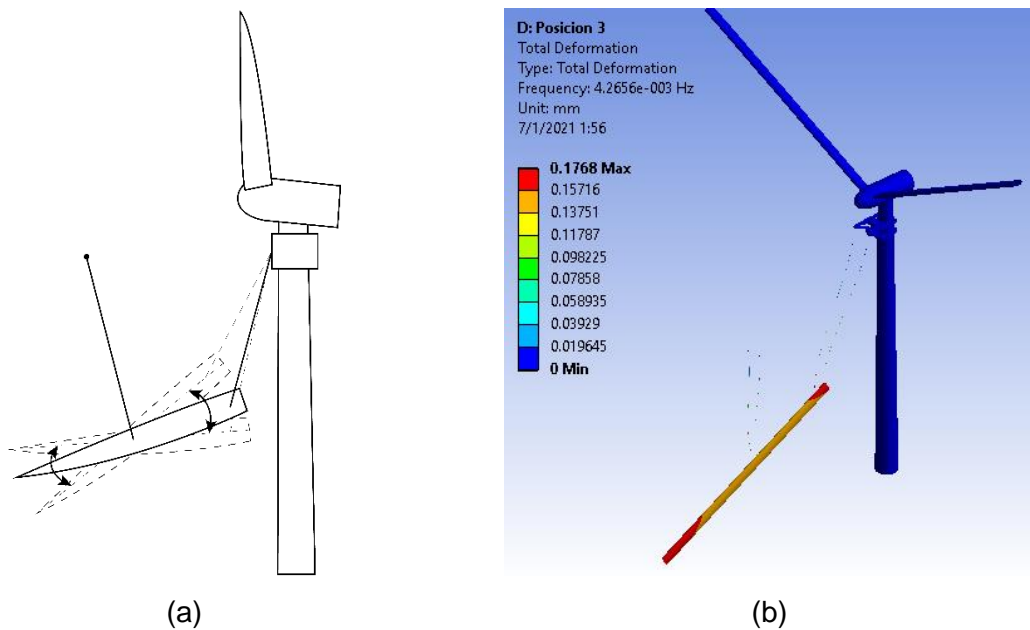 D: Posicion 3
Total Deformation
Type: Total Deformation
Frequency: 4.2656e-003 Hz
Unit: mm
7/1/2021 1:56
0.1768 Max
0.15716
0.13751
0.11787
0.098225
0.07858
0.058935
0.03929
0.019645
0 Min
(a)
(b)